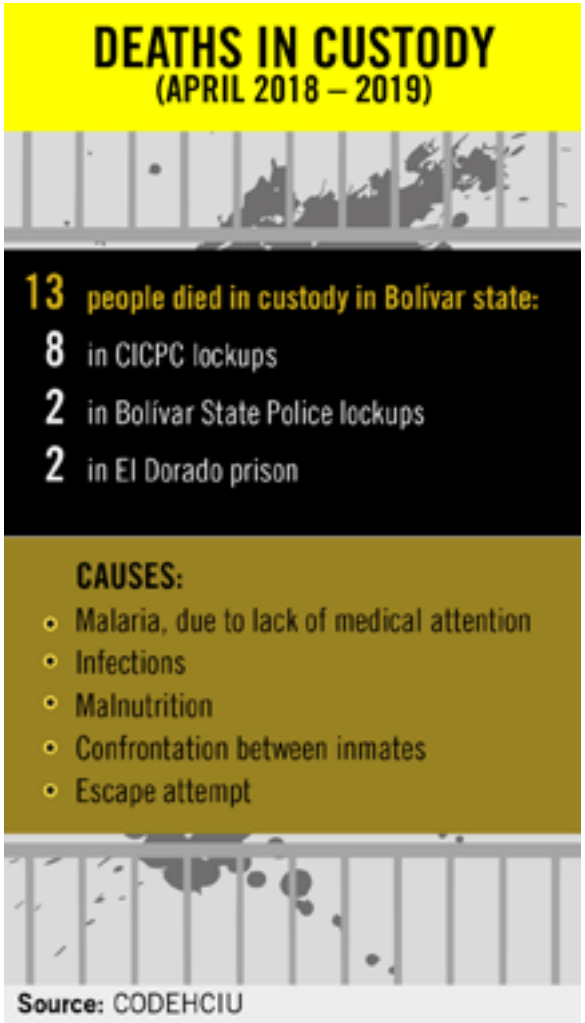 DEATHS IN CUSTODY
(APRIL 2018 – 2019)
13 people died in custody in Bolívar state:
8 in CICPC lockups
2 in Bolívar State Police lockups
2 in El Dorado prison
CAUSES:
Malaria, due to lack of medical attention
Infections
Malnutrition
Confrontation between inmates
Escape attempt
Source: CODEHCIU